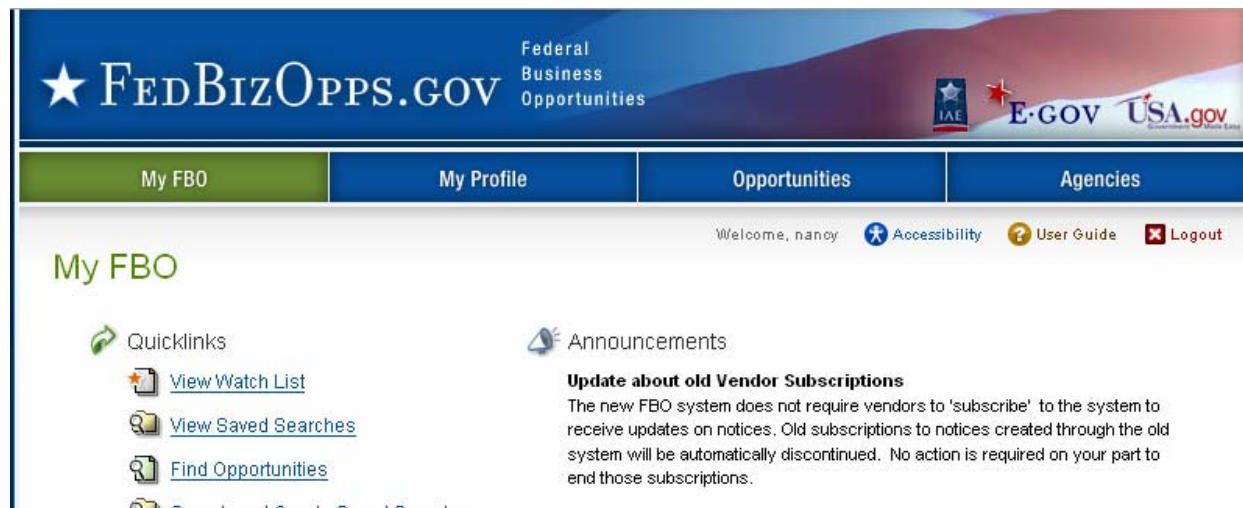 ★ FEDBIZOPPS.GOV
Federal
Business
Opportunities
IAE
E-GOV
USA.gov
My FBO
My Profile
Opportunities
Agencies
Welcome, nancy
Accessibility
User Guide
Logout
My FBO
Quicklinks
View Watch List
View Saved Searches
Find Opportunities
Announcements
Update about old Vendor Subscriptions
The new FBO system does not require vendors to 'subscribe' to the system to
receive updates on notices. Old subscriptions to notices created through the old
system will be automatically discontinued. No action is required on your part to
end those subscriptions.